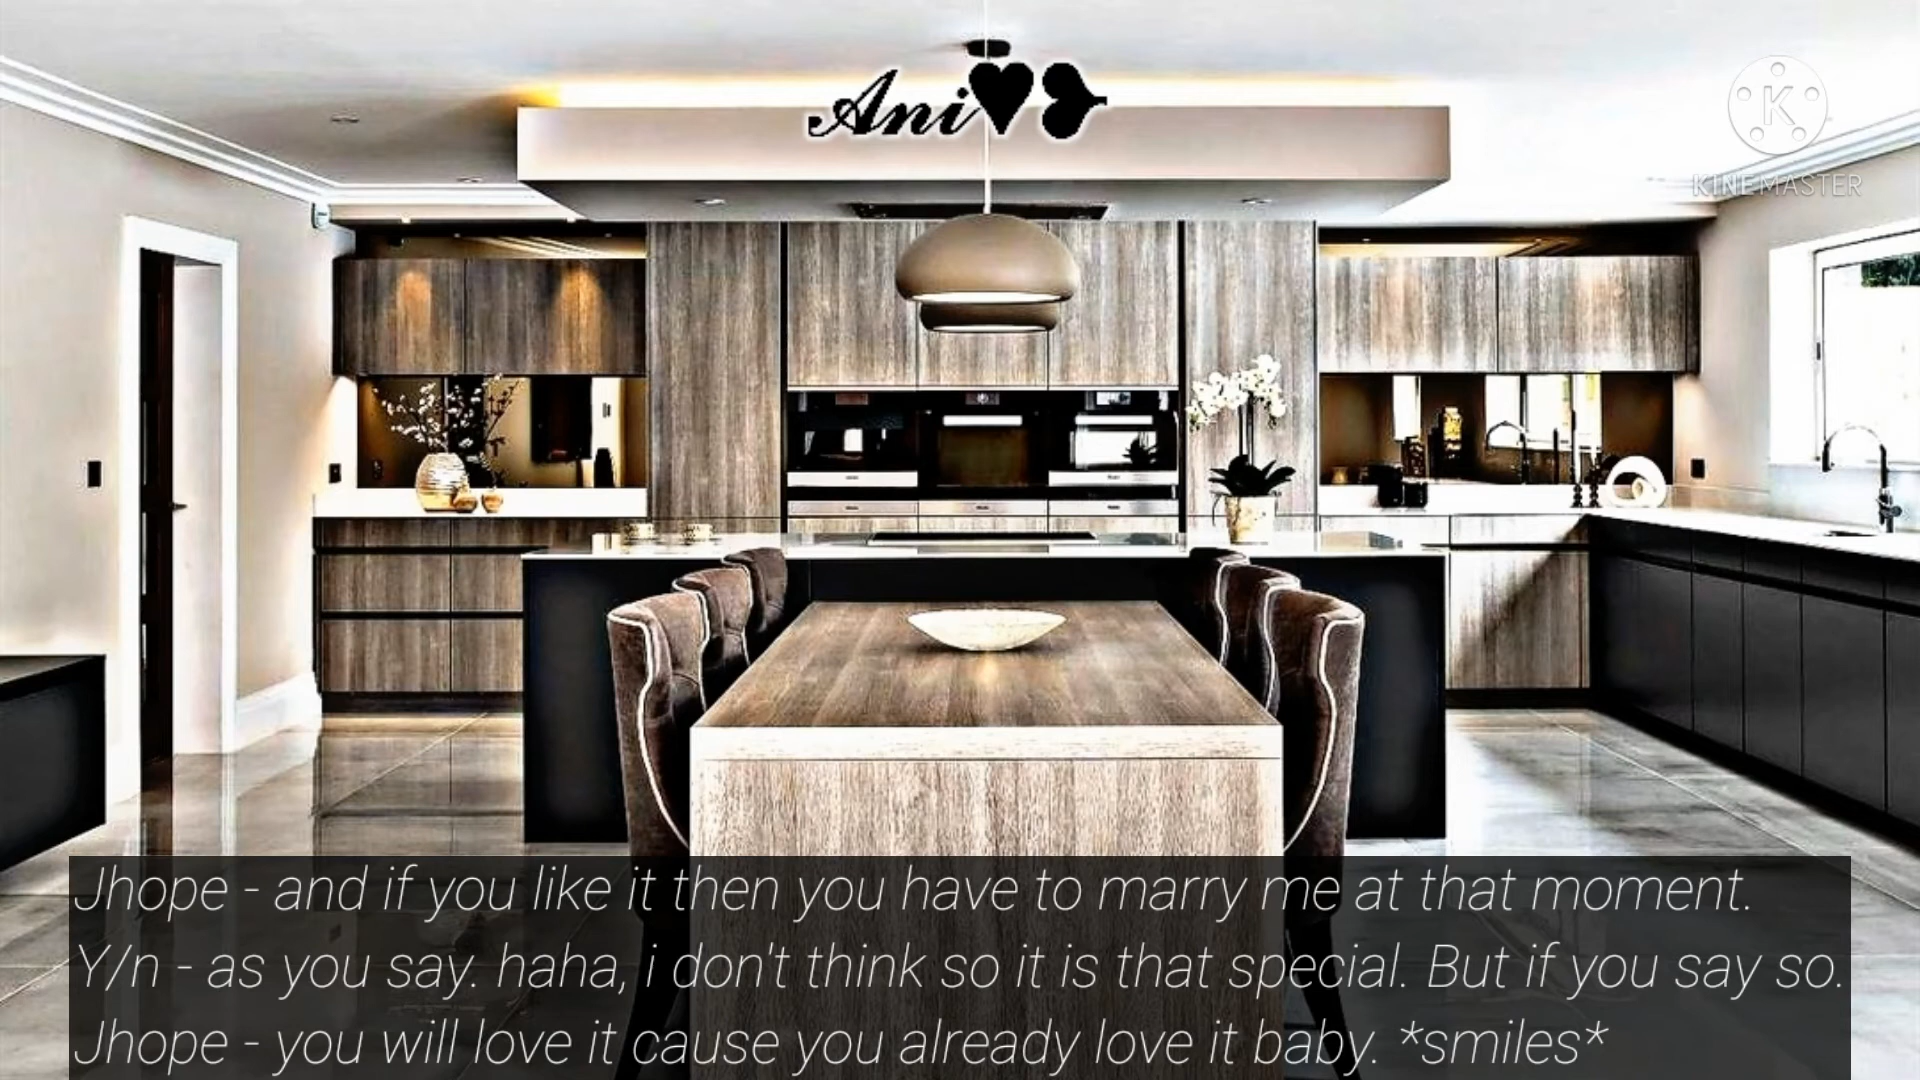 Ani
KINEMASTER
Jhope - and if you like it then you have to marry me at that moment.
Y/n - as you say. haha, i don't think so it is that special. But if you say so.
Jhope - you will love it cause you already love it baby. *smiles*